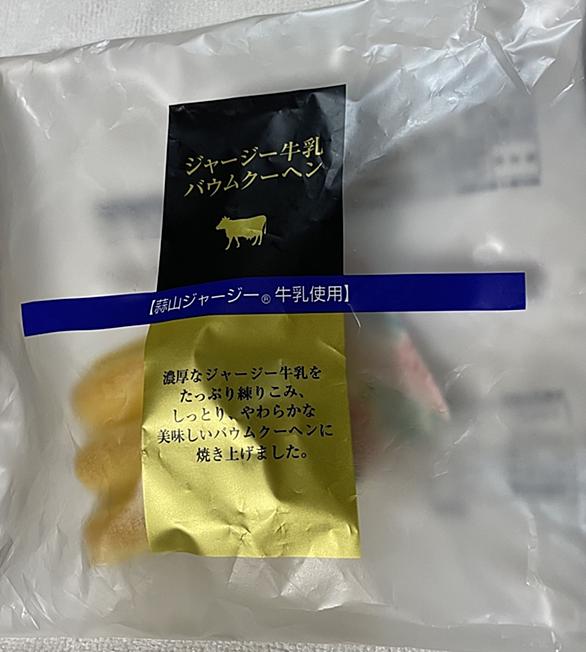 ジャージー牛乳
バウムクーヘン
【蒜山ジャージー®牛乳使用】
濃厚なジャージー牛乳を
たっぷり練りこみ、
しっとり、やわらかな
美味しいバウムクーヘンに
焼き上げました。